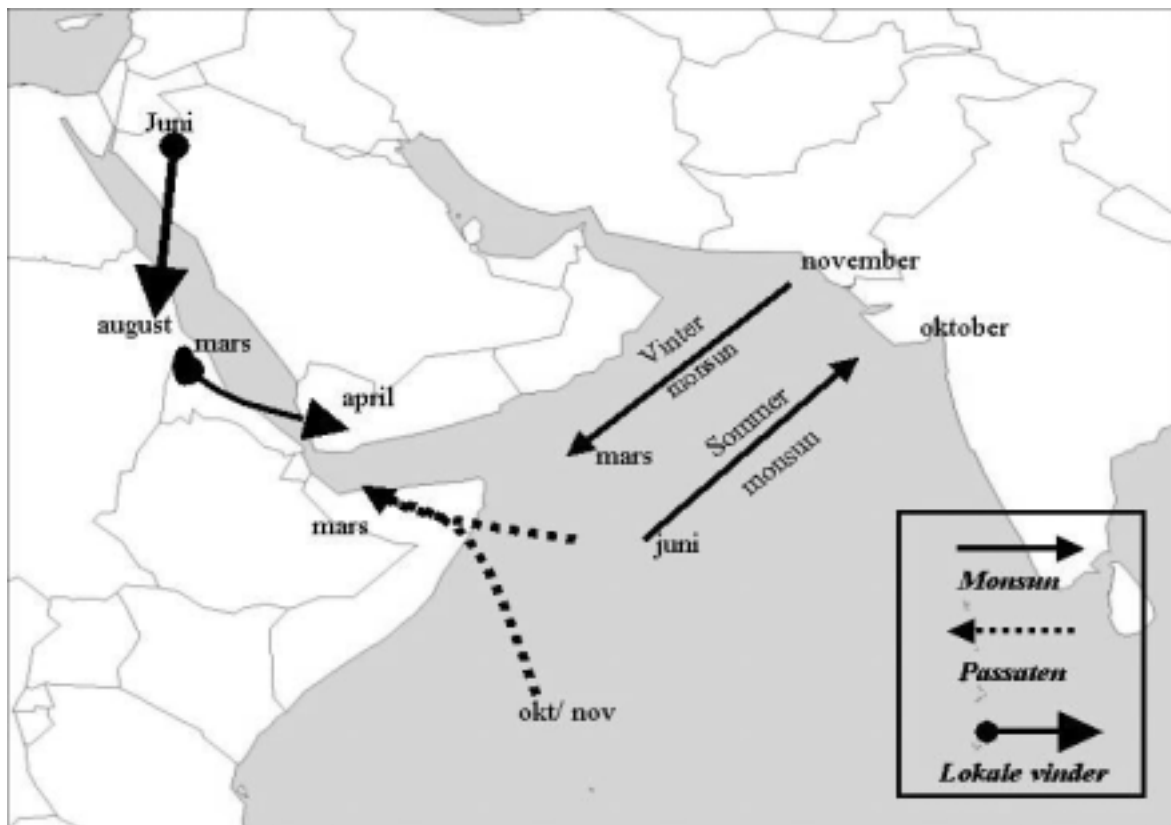 Juni
november
august
mars
oktober
Vinter
monsun
april
Sommer
monsun
mars
mars
juni
okt/ nov
Monsun
Passaten
Lokale vinder